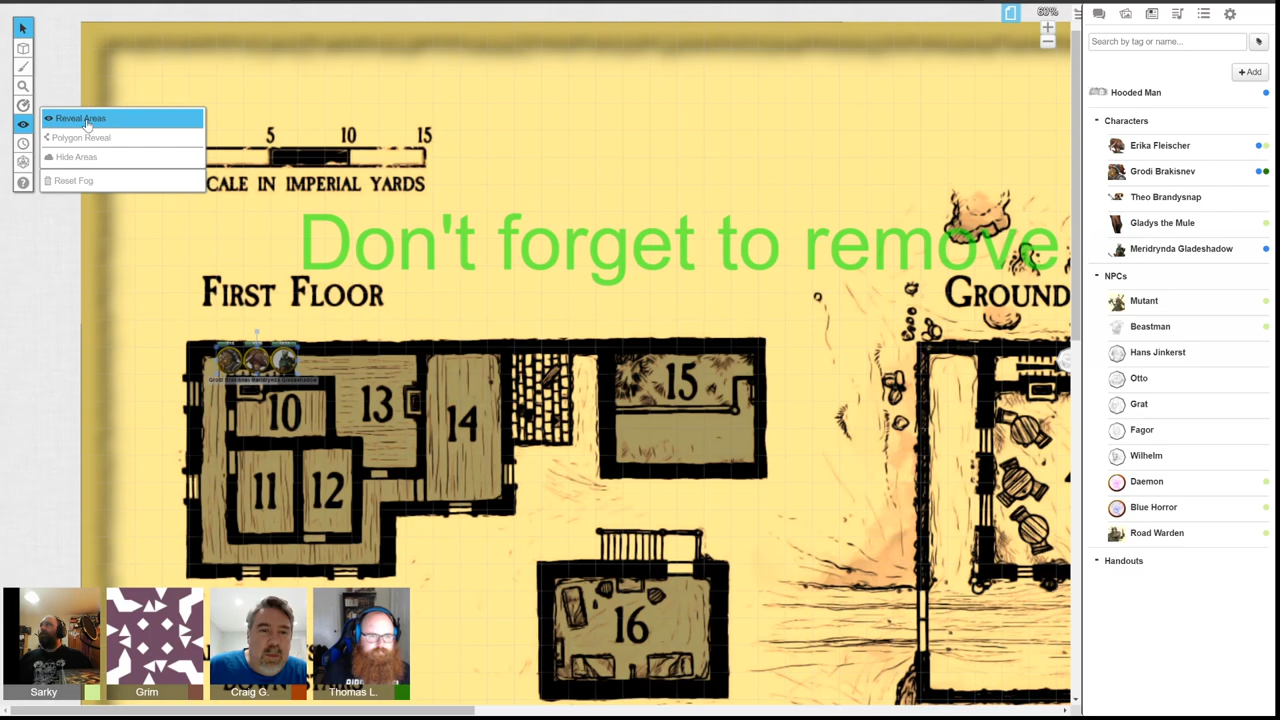 68%
Reveal Areas
Polygon Reveal
Hide Areas
Reset Fog
5 10 15
CALE IN IMPERIAL YARDS
Don't forget to remove
FIRST FLOOR
GROUND
10
13
14
15
11
12
16
Sarky
Grim
Craig G.
Thomas L.
Search by tag or name...
+ Add
Hooded Man
Characters
Erika Fleischer
Grodi Brakisnev
Theo Brandysnap
Gladys the Mule
Meridrynda Gladeshadow
NPCs
Mutant
Beastman
Hans Jinkerst
Otto
Grat
Fagor
Wilhelm
Daemon
Blue Horror
Road Warden
Handouts